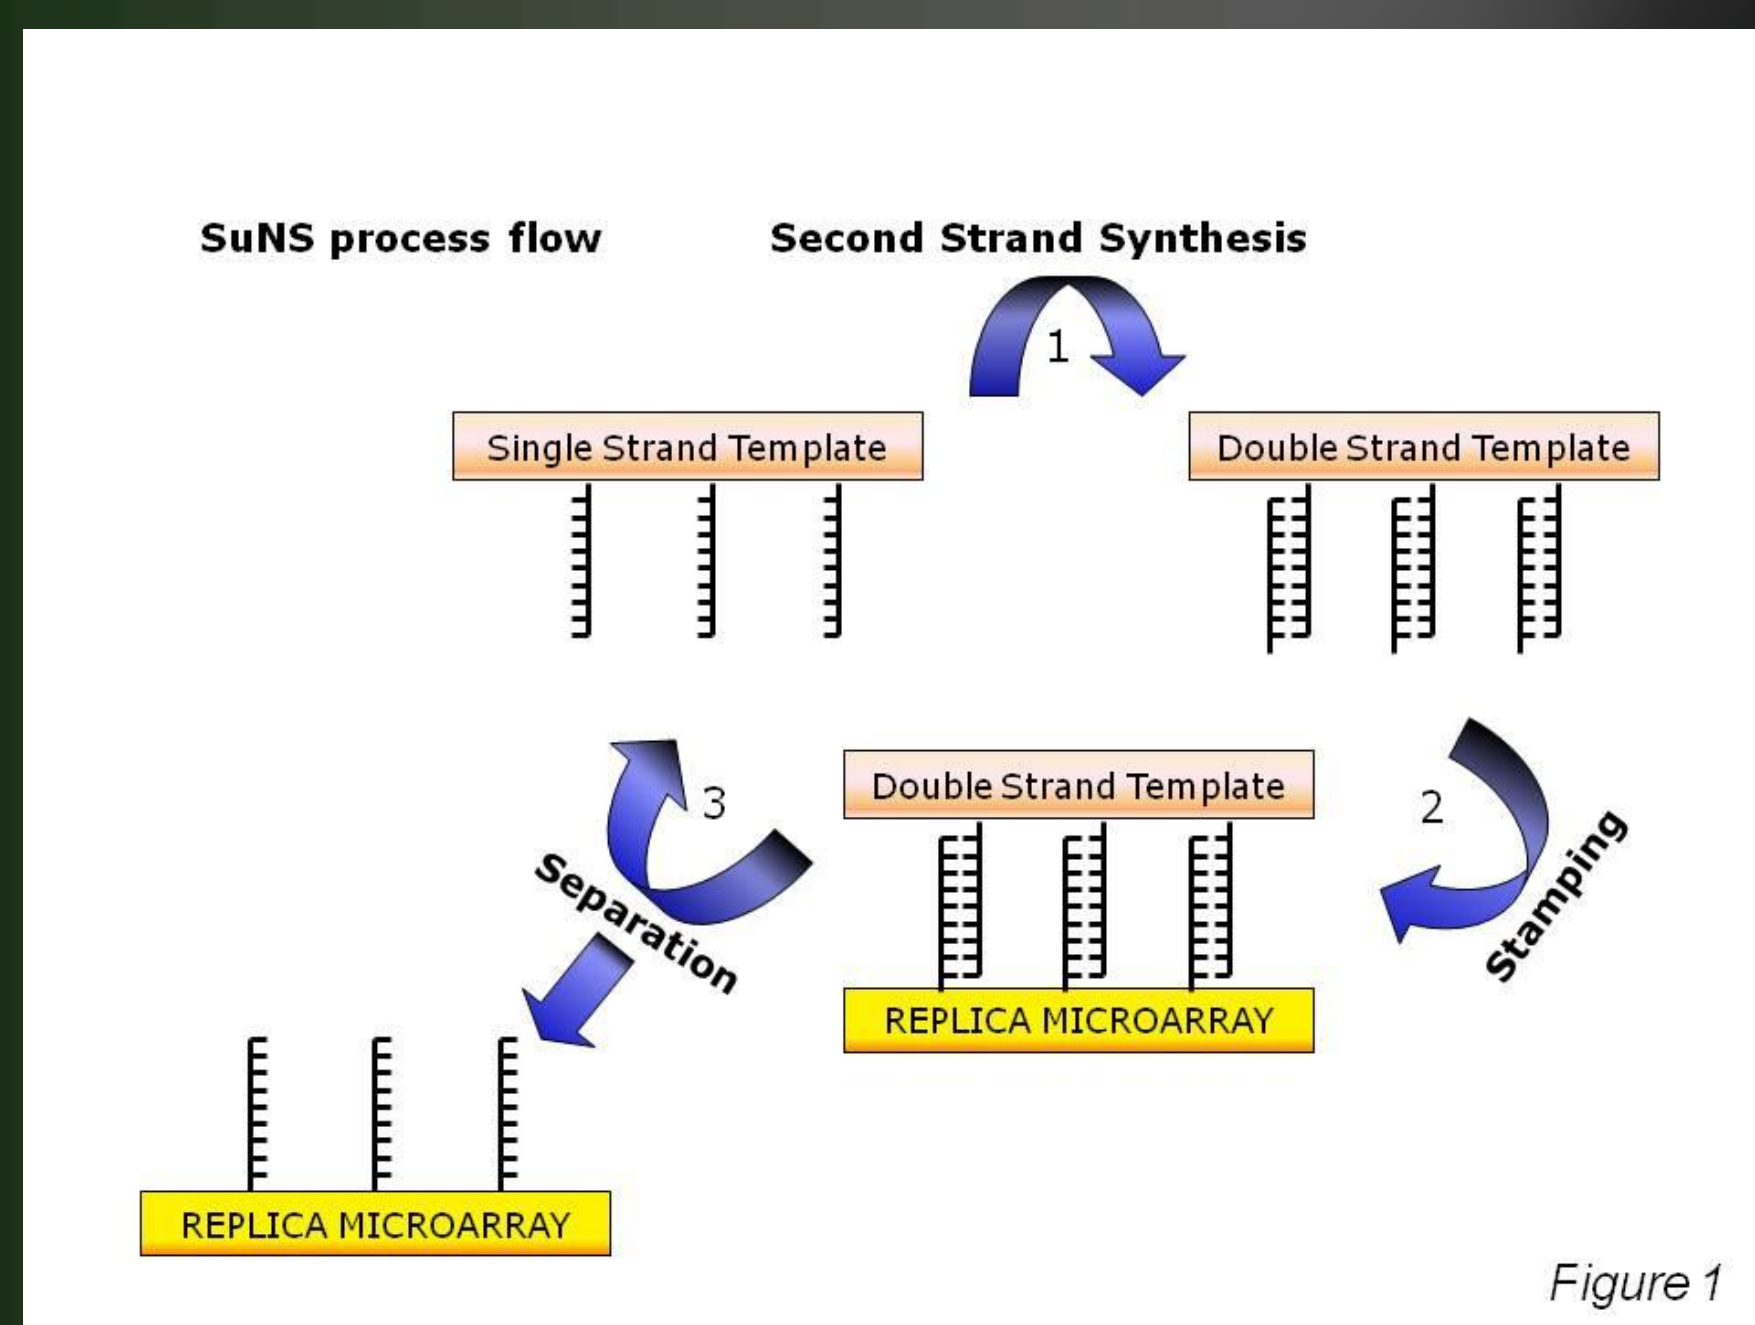 SuNS process flow
Second Strand Synthesis
1
Single Strand Template
Double Strand Template
3
Double Strand Template
2
Separation
Stamping
REPLICA MICROARRAY
REPLICA MICROARRAY
Figure 1